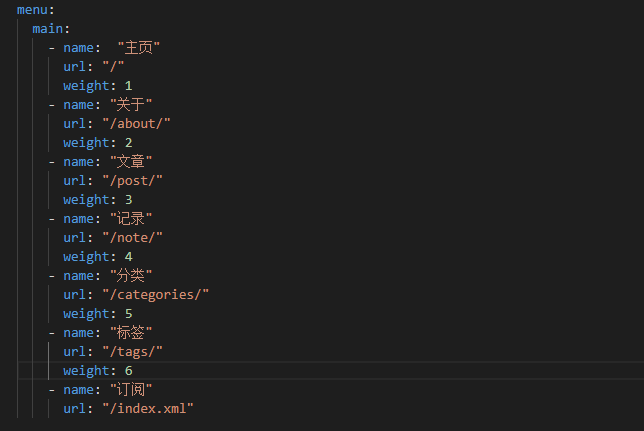 menu:
  main:
    - name:  "主页"
      url: "/"
      weight: 1
    - name: "关于"
      url: "/about/"
      weight: 2
    - name: "文章"
      url: "/post/"
      weight: 3
    - name: "记录"
      url: "/note/"
      weight: 4
    - name: "分类"
      url: "/categories/"
      weight: 5
    - name: "标签"
      url: "/tags/"
      weight: 6
    - name: "订阅"
      url: "/index.xml"